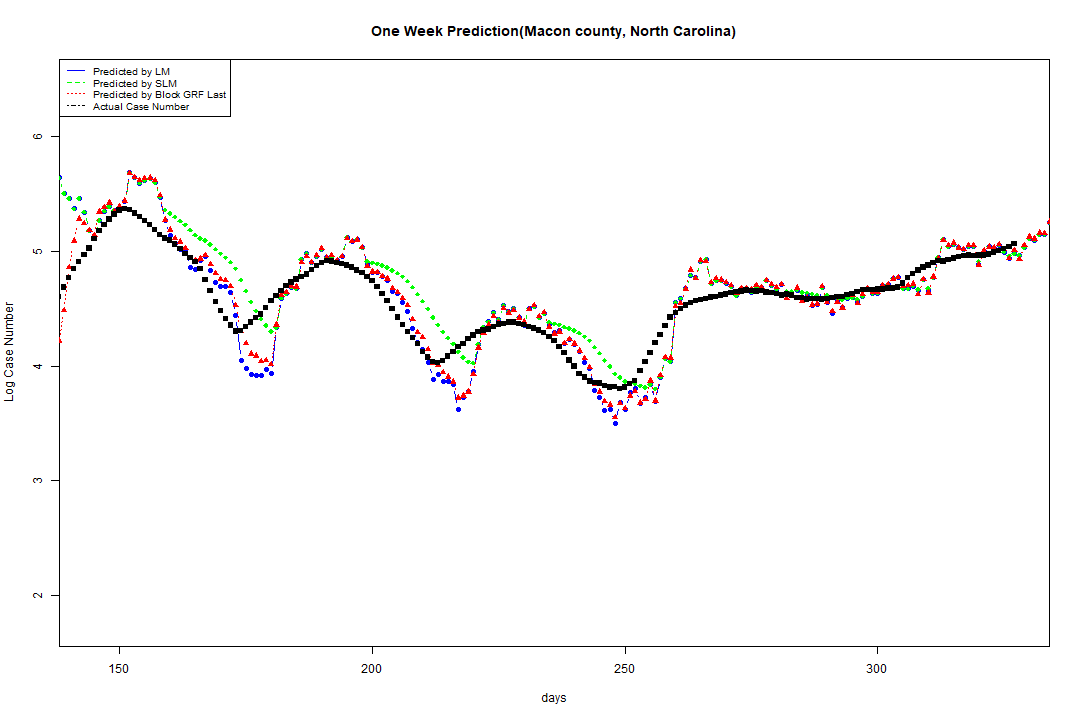 One Week Prediction(Macon county, North Carolina)
Predicted by LM
Predicted by SLM
Predicted by Block GRF Last
Actual Case Number
6
5
4
3
2
Log Case Number
150 200 250 300
days